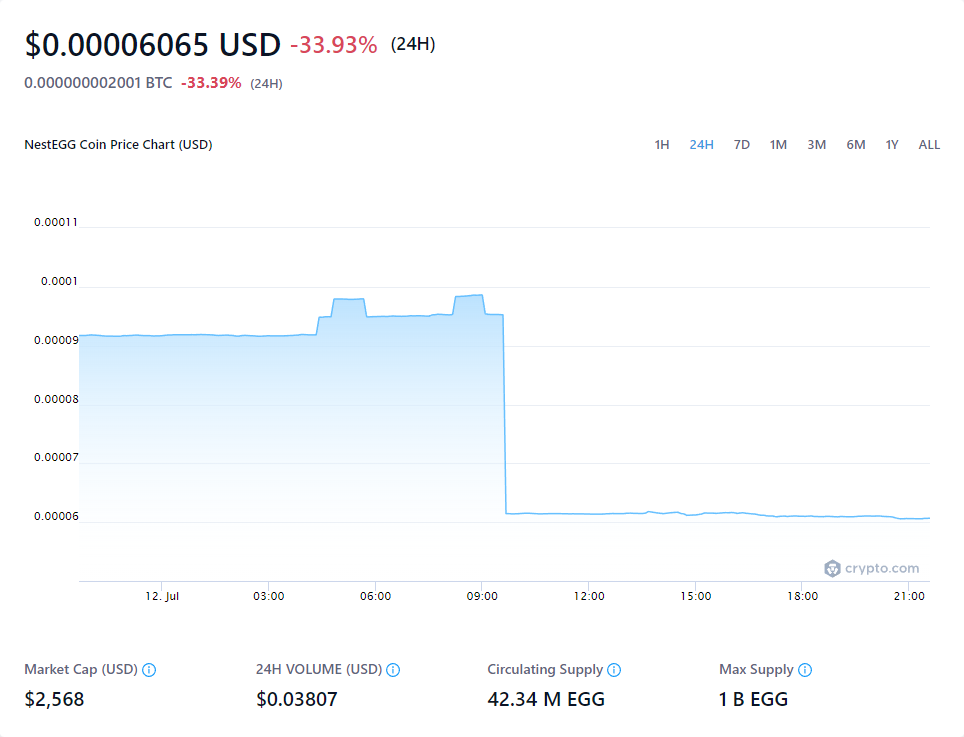 $0.00006065 USD -33.93% (24H)
0.000000002001 BTC -33.39% (24H)
NestEGG Coin Price Chart (USD) 1H 24H 7D 1M 3M 6M 1Y ALL
0.00011
0.0001
0.00009
0.00008
0.00007
0.00006
crypto.com
12. Jul 03:00 06:00 09:00 12:00 15:00 18:00 21:00
Market Cap (USD) 24H VOLUME (USD) Circulating Supply Max Supply
$2,568 $0.03807 42.34 M EGG 1 B EGG